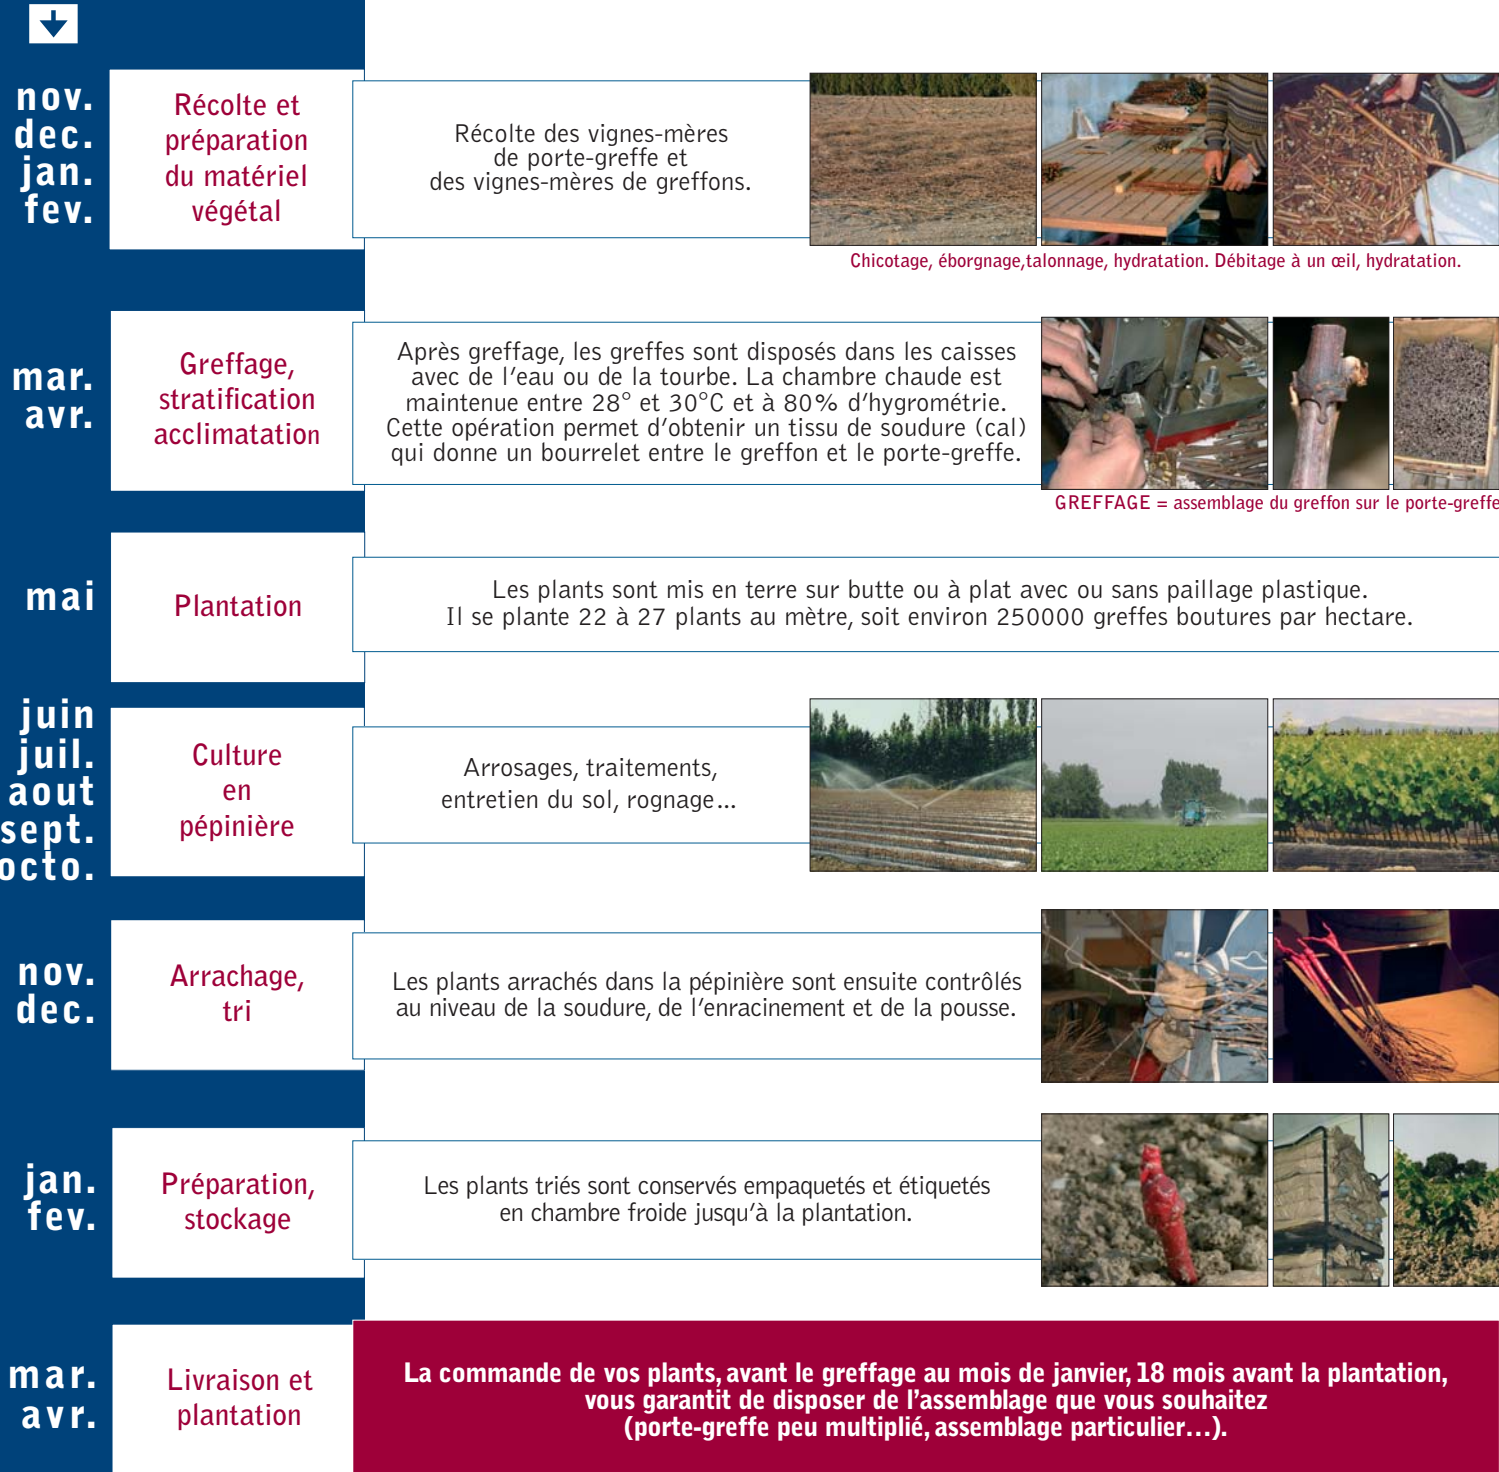 nov.
dec.
jan.
fev.
Récolte et
préparation
du matériel
végétal
Récolte des vignes-mères
de porte-greffe et
des vignes-mères de greffons.
Chicotage, éborgnage,talonnage, hydratation. Débitage à un œil, hydratation.
mar.
avr.
Greffage,
stratification
acclimatation
Après greffage, les greffes sont disposés dans les caisses
avec de l’eau ou de la tourbe. La chambre chaude est
maintenue entre 28° et 30°C et à 80% d’hygrométrie.
Cette opération permet d’obtenir un tissu de soudure (cal)
qui donne un bourrelet entre le greffon et le porte-greffe.
GREFFAGE = assemblage du greffon sur le porte-greffe
mai
Plantation
Les plants sont mis en terre sur butte ou à plat avec ou sans paillage plastique.
Il se plante 22 à 27 plants au mètre, soit environ 250000 greffes boutures par hectare.
juin
juil.
aout
sept.
octo.
Culture
en
pépinière
Arrosages, traitements,
entretien du sol, rognage...
nov.
dec.
Arrachage,
tri
Les plants arrachés dans la pépinière sont ensuite contrôlés
au niveau de la soudure, de l’enracinement et de la pousse.
jan.
fev.
Préparation,
stockage
Les plants triés sont conservés empaquetés et étiquetés
en chambre froide jusqu’à la plantation.
mar.
avr.
Livraison et
plantation
La commande de vos plants, avant le greffage au mois de janvier, 18 mois avant la plantation,
vous garantit de disposer de l’assemblage que vous souhaitez
(porte-greffe peu multiplié, assemblage particulier...).